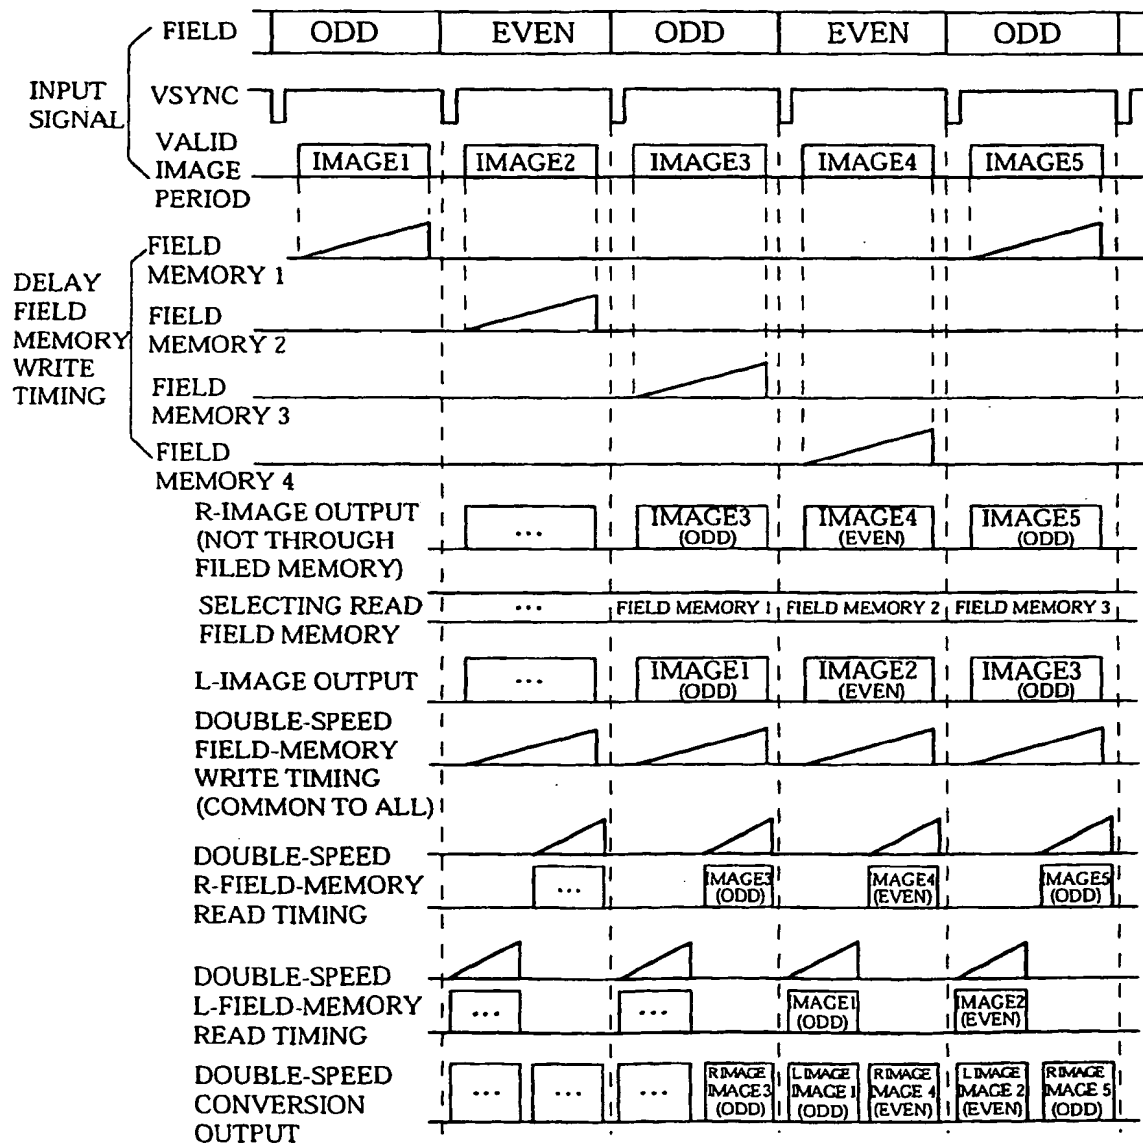 FIELD ODD EVEN ODD EVEN ODD
INPUT
SIGNAL
VSYNC
VALID
IMAGE
PERIOD
IMAGE1 IMAGE2 IMAGE3 IMAGE4 IMAGE5
DELAY
FIELD
MEMORY
WRITE
TIMING
FIELD
MEMORY 1
FIELD
MEMORY 2
FIELD
MEMORY 3
FIELD
MEMORY 4
R-IMAGE OUTPUT
(NOT THROUGH
FILED MEMORY)
... IMAGE3 IMAGE4 IMAGE5
(ODD) (EVEN) (ODD)
SELECTING READ
FIELD MEMORY
... FIELD MEMORY 1 FIELD MEMORY 2 FIELD MEMORY 3
L-IMAGE OUTPUT
... IMAGE1 IMAGE2 IMAGE3
(ODD) (EVEN) (ODD)
DOUBLE-SPEED
FIELD-MEMORY
WRITE TIMING
(COMMON TO ALL)
DOUBLE-SPEED
R-FIELD-MEMORY
READ TIMING
... IMAGE3 IMAGE4 IMAGE5
(ODD) (EVEN) (ODD)
DOUBLE-SPEED
L-FIELD-MEMORY
READ TIMING
... ... IMAGE1 IMAGE2
(ODD) (EVEN)
DOUBLE-SPEED
CONVERSION
OUTPUT
... ... ... R IMAGE L IMAGE R IMAGE L IMAGE R IMAGE
IMAGE3 IMAGE 1 IMAGE 4 IMAGE 2 IMAGE 5
(ODD) (ODD) (EVEN) (EVEN) (ODD)